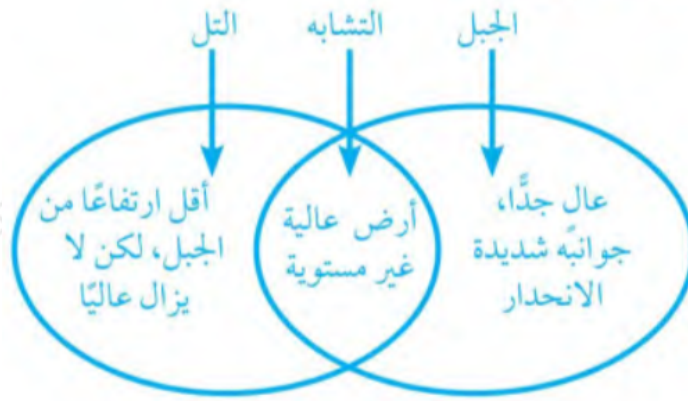 الجبل
التشابه
التل
عال جدًّا،
جوانبه شديدة
الانحدار
أرض عالية
غير مستوية
أقل ارتفاعًا من
الجبل، لكن لا
يزال عاليًا